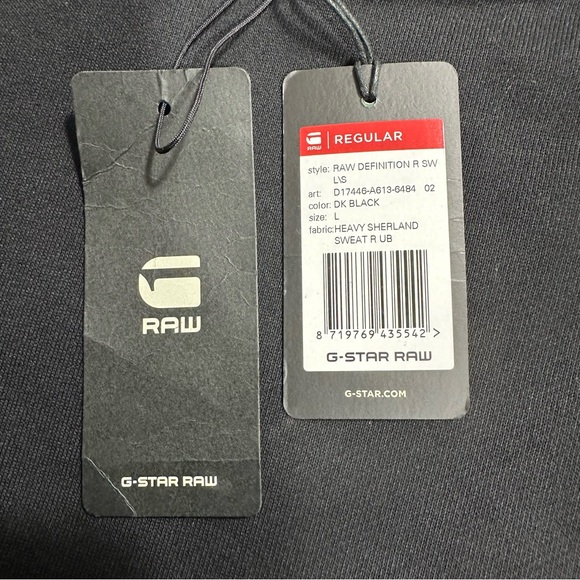 RAW
G-STAR RAW
RAW
REGULAR
style: RAW DEFINITION R SW
L\S
art: D17446-A613-6484 02
color: DK BLACK
size: L
fabric: HEAVY SHERLAND
SWEAT R UB
8 719769 435542 >
G-STAR RAW
G-STAR.COM